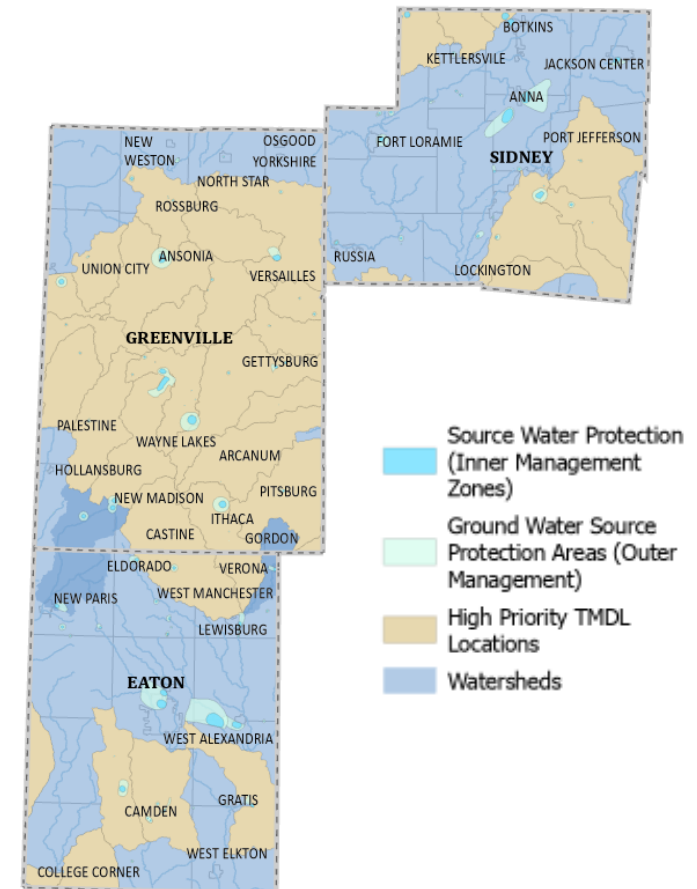 BOTKINS
KETTLERSVILE
JACKSON CENTER
ANNA
FORT LORAMIE
PORT JEFFERSON
SIDNEY
RUSSIA
LOCKINGTON
NEW
WESTON
OSGOOD
YORKSHIRE
NORTH STAR
ROSSBURG
ANSONIA
UNION CITY
VERSAILLES
GREENVILLE
GETTYSBURG
PALESTINE
WAYNE LAKES
ARCANUM
HOLLANSBURG
PITSBURG
NEW MADISON
ITHACA
CASTINE
GORDON
ELDORADO
VERONA
NEW PARIS
WEST MANCHESTER
LEWISBURG
EATON
WEST ALEXANDRIA
GRATIS
CAMDEN
WEST ELKTON
COLLEGE CORNER
Source Water Protection
(Inner Management
Zones)
Ground Water Source
Protection Areas (Outer
Management)
High Priority TMDL
Locations
Watersheds